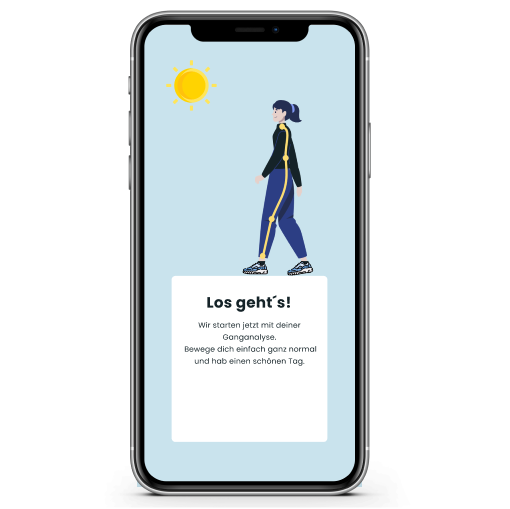 Los geht´s!
Wir starten jetzt mit deiner
Ganganalyse.
Bewege dich einfach ganz normal
und hab einen schönen Tag.